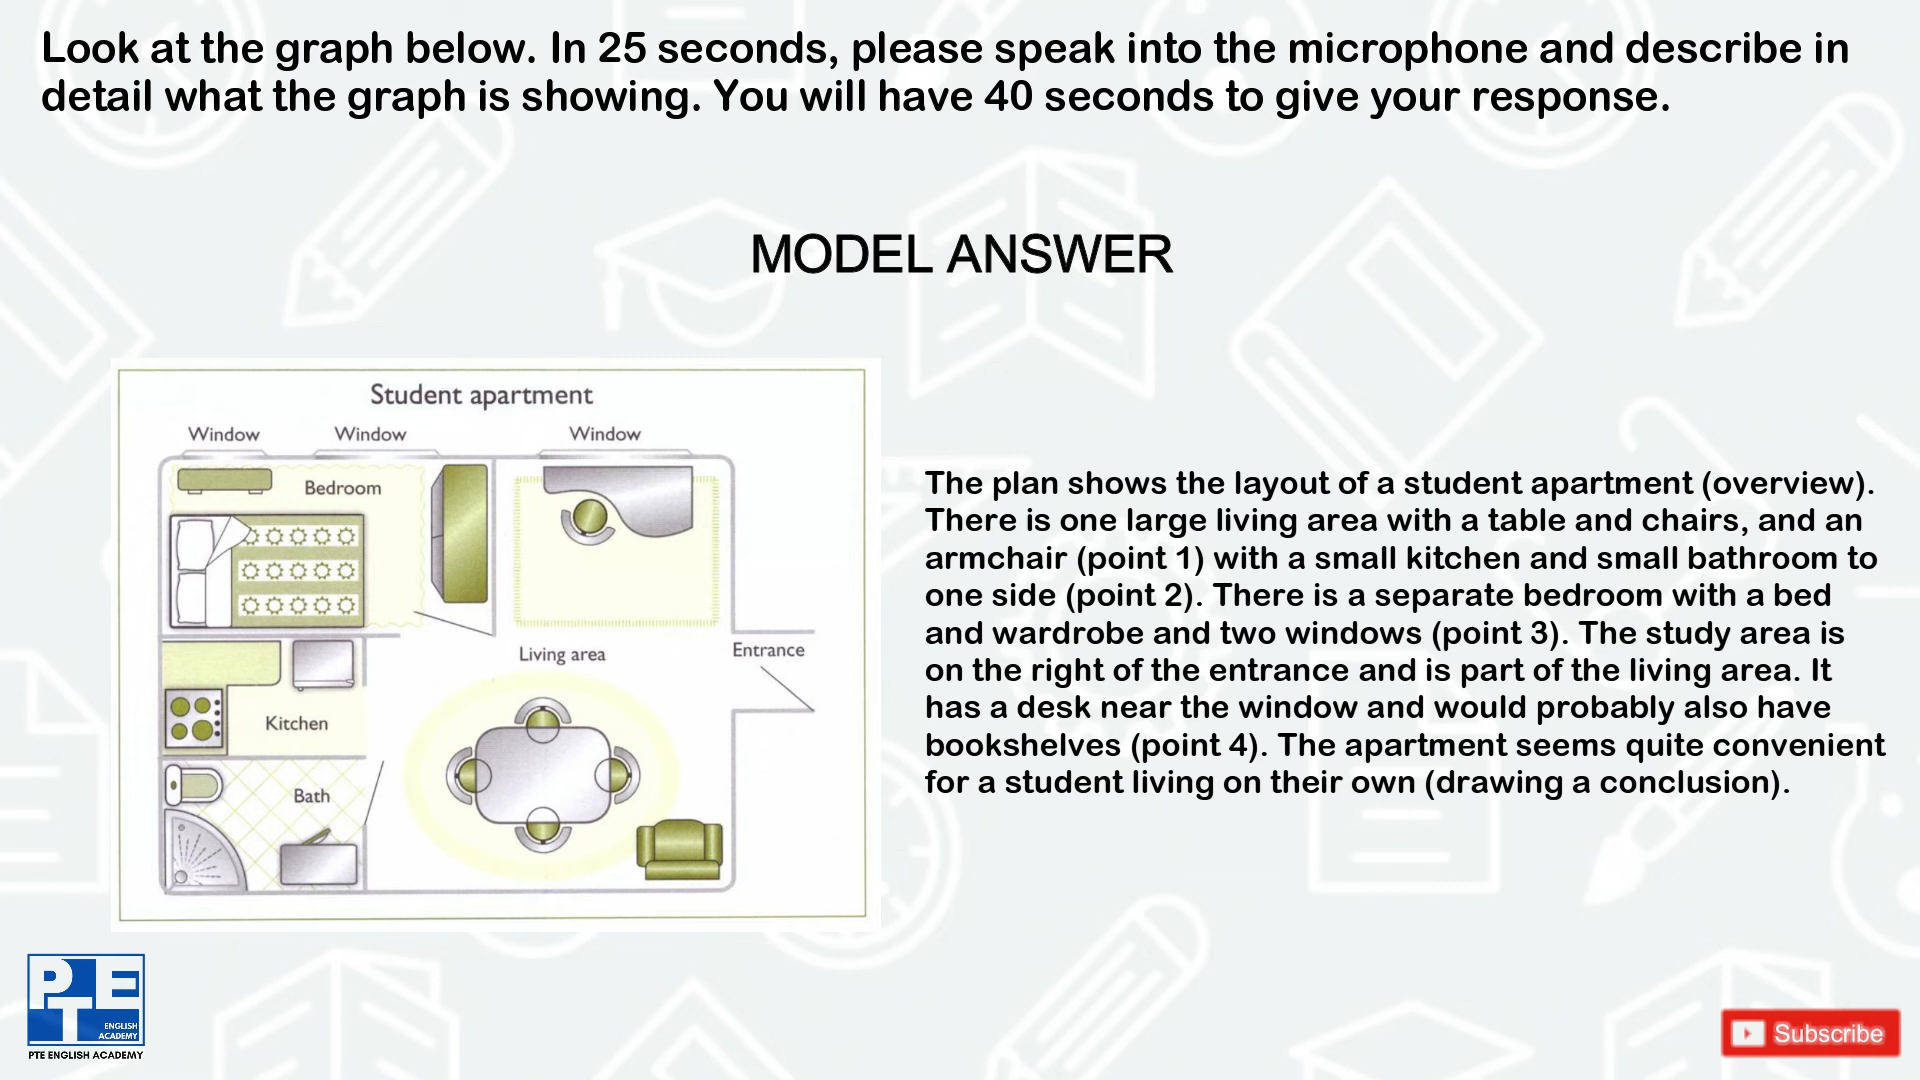 Look at the graph below. In 25 seconds, please speak into the microphone and describe in
detail what the graph is showing. You will have 40 seconds to give your response.
MODEL ANSWER
Student apartment
Window Window Window
Bedroom
Living area
Entrance
Kitchen
Bath
The plan shows the layout of a student apartment (overview).
There is one large living area with a table and chairs, and an
armchair (point 1) with a small kitchen and small bathroom to
one side (point 2). There is a separate bedroom with a bed
and wardrobe and two windows (point 3). The study area is
on the right of the entrance and is part of the living area. It
has a desk near the window and would probably also have
bookshelves (point 4). The apartment seems quite convenient
for a student living on their own (drawing a conclusion).
PTE
ENGLISH
ACADEMY
PTE ENGLISH ACADEMY
Subscribe